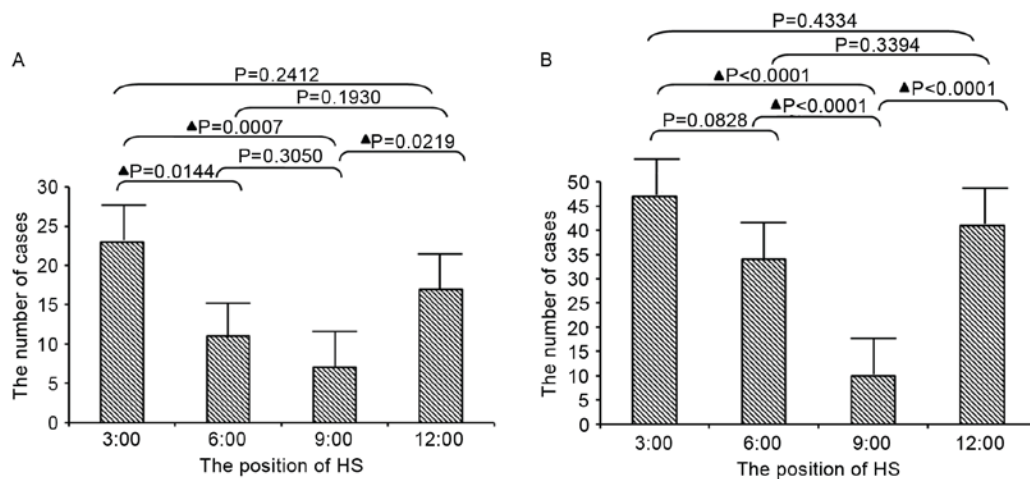 A
P=0.2412
P=0.1930
▲P=0.0007
P=0.3050
▲P=0.0219
▲P=0.0144
The number of cases
30
25
20
15
10
5
0
3:00 6:00 9:00 12:00
The position of HS
B
P=0.4334
P=0.3394
▲P<0.0001
▲P<0.0001
▲P<0.0001
P=0.0828
The number of cases
50
45
40
35
30
25
20
15
10
5
0
3:00 6:00 9:00 12:00
The position of HS